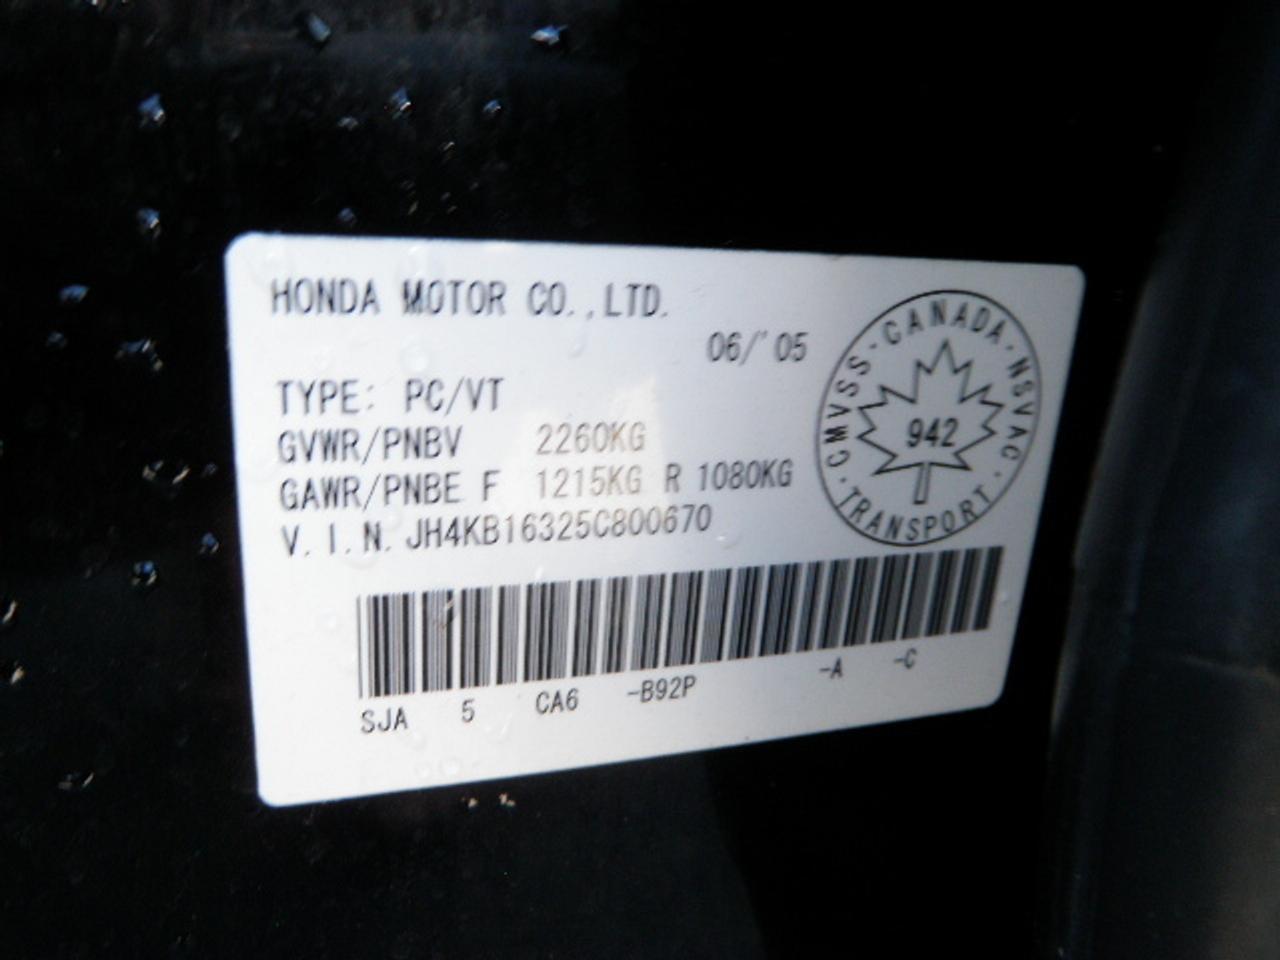 HONDA MOTOR CO.,LTD.
06/'05
TYPE: PC/VT
GVWR/PNBV 2260KG
GAWR/PNBE F 1215KG R 1080KG
V.I.N. JH4KB16325C800670
CANADA · NSVAC · TRANSPORT · CMVSS ·
942
SJA 5 CA6 -B92P -A -C